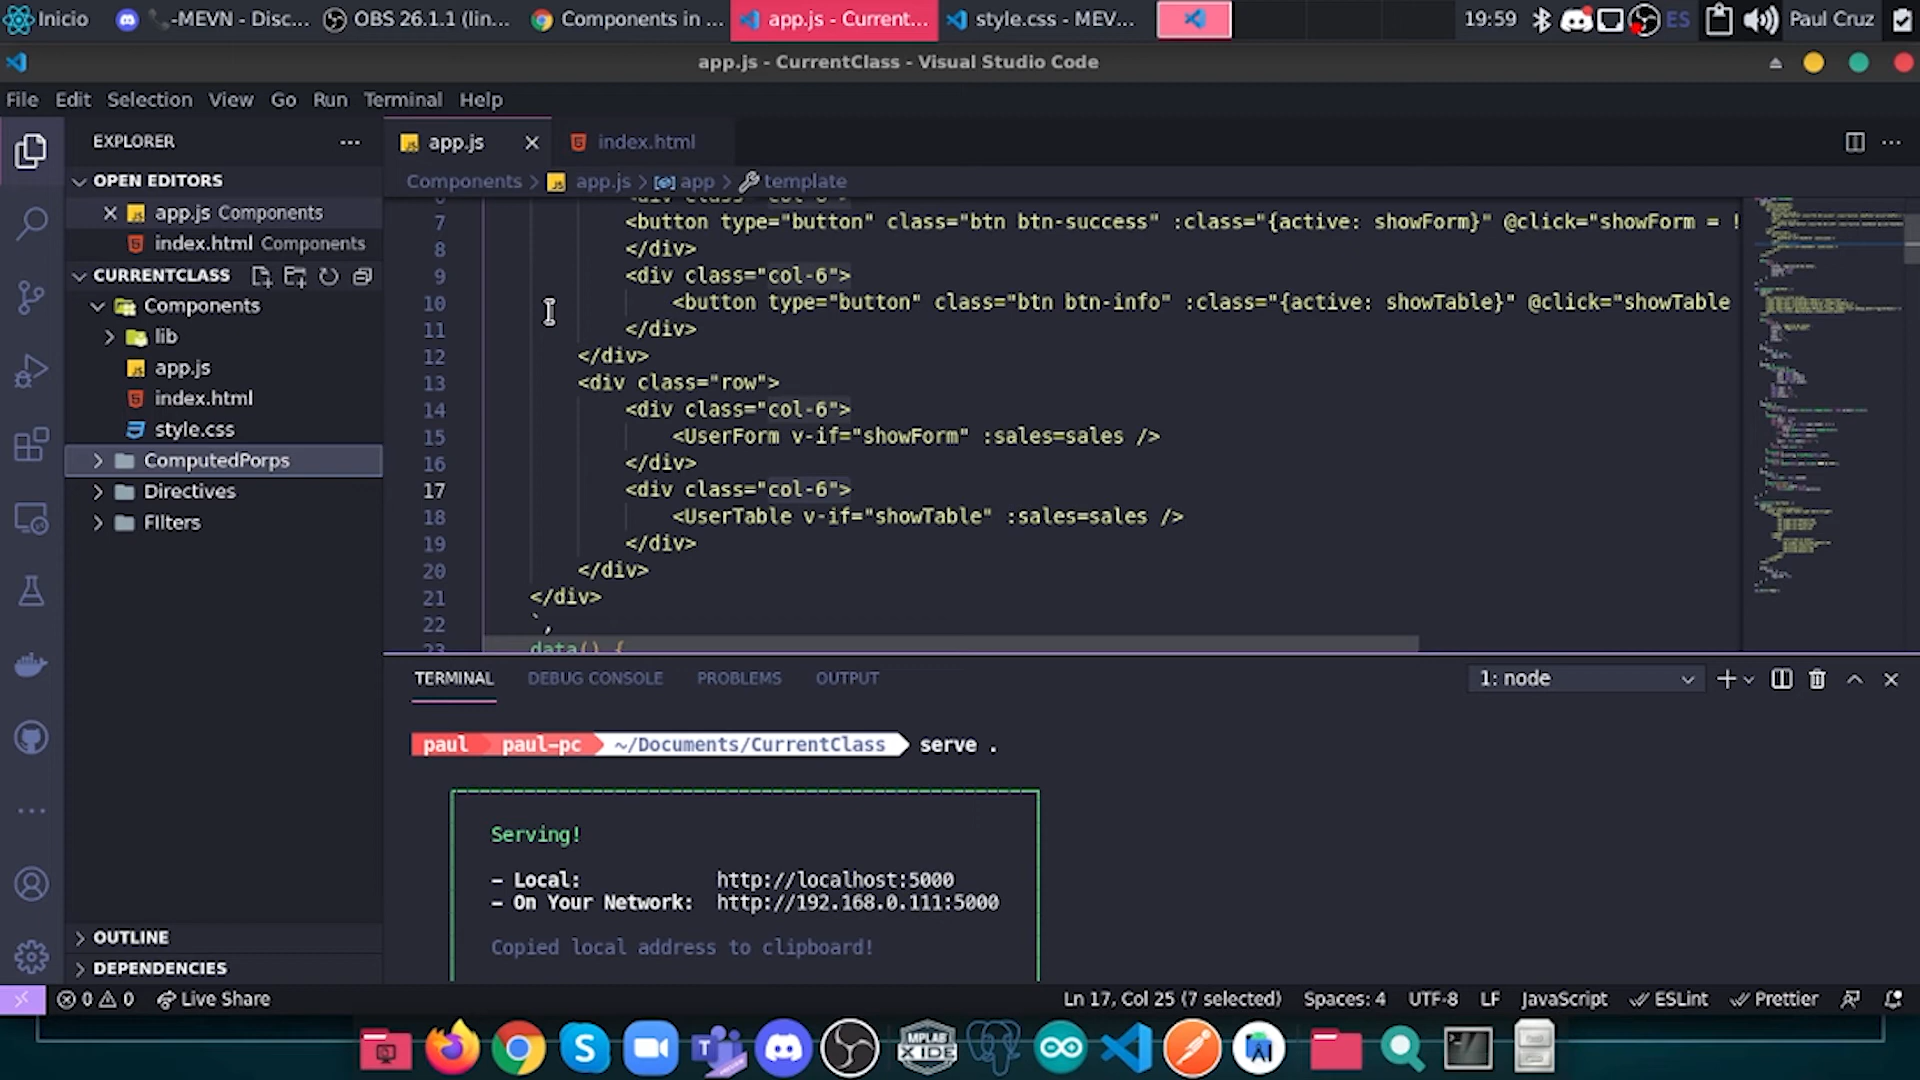 Inicio
-MEVN - Disc...
OBS 26.1.1 (lin...
Components in ...
app.js - Current...
style.css - MEV...
19:59
ES
Paul Cruz
app.js - CurrentClass - Visual Studio Code
File Edit Selection View Go Run Terminal Help
EXPLORER
OPEN EDITORS
app.js Components
index.html Components
CURRENTCLASS
Components
lib
app.js
index.html
style.css
ComputedPorps
Directives
FIlters
OUTLINE
DEPENDENCIES
app.js
index.html
Components > app.js > app > template
7 <button type="button" class="btn btn-success" :class="{active: showForm}" @click="showForm = !
8 </div>
9 <div class="col-6">
10 <button type="button" class="btn btn-info" :class="{active: showTable}" @click="showTable
11 </div>
12 </div>
13 <div class="row">
14 <div class="col-6">
15 <UserForm v-if="showForm" :sales=sales />
16 </div>
17 <div class="col-6">
18 <UserTable v-if="showTable" :sales=sales />
19 </div>
20 </div>
21 </div>
22 `,
23 data() {
TERMINAL DEBUG CONSOLE PROBLEMS OUTPUT
1: node
paul paul-pc ~/Documents/CurrentClass serve .
Serving!
- Local: http://localhost:5000
- On Your Network: http://192.168.0.111:5000
Copied local address to clipboard!
0 0 Live Share
Ln 17, Col 25 (7 selected) Spaces: 4 UTF-8 LF JavaScript ESLint Prettier
MPLAB
X IDE